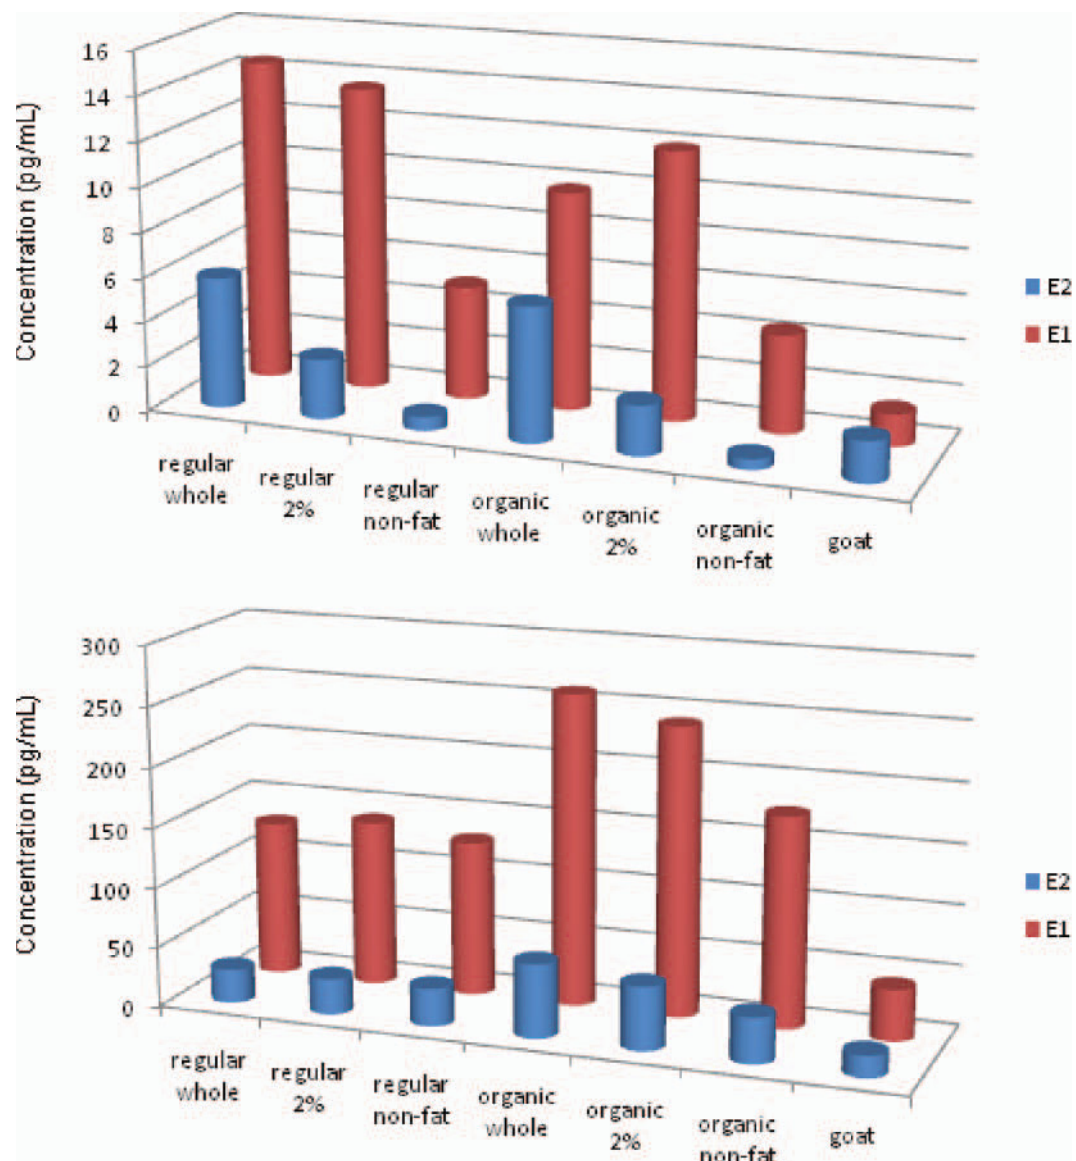 16
14
12
10
8
6
4
2
0
Concentration (pg/mL)
E2
E1
regular
whole
regular
2%
regular
non-fat
organic
whole
organic
2%
organic
non-fat
goat
300
250
200
150
100
50
0
Concentration (pg/mL)
E2
E1
regular
whole
regular
2%
regular
non-fat
organic
whole
organic
2%
organic
non-fat
goat